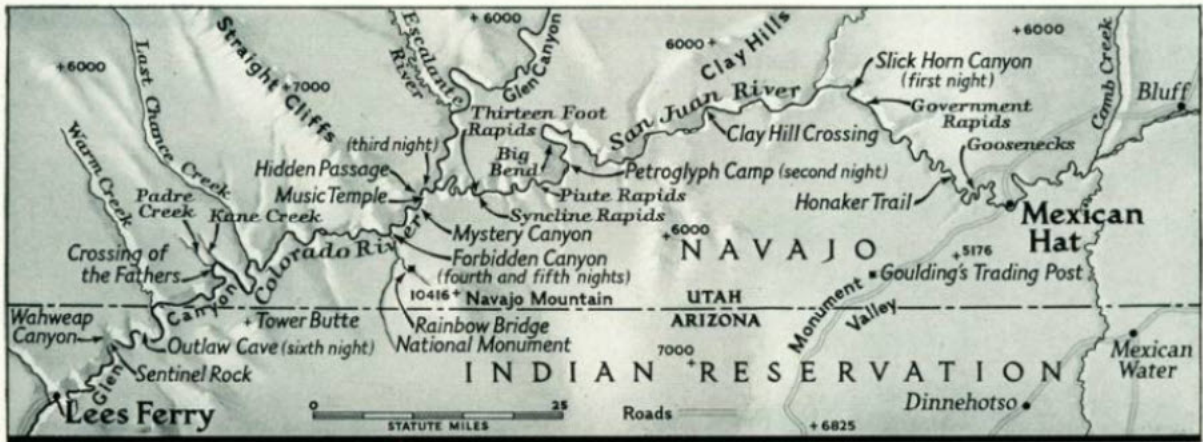 +6000
Last Chance Creek
Straight Cliffs
+7000
Escalante
River
+6000
Glen Canyon
6000+
Clay Hills
+6000
Slick Horn Canyon
(first night)
Comb Creek
Bluff
Warm Creek
Thirteen Foot
Rapids
San Juan River
Government
Rapids
(third night)
Big
Bend
Clay Hill Crossing
Goosenecks
Hidden Passage
Petroglyph Camp (second night)
Padre
Creek
Music Temple
Piute Rapids
Honaker Trail
Kane Creek
Syncline Rapids
Mexican
Hat
Crossing of
the Fathers
Colorado River
Mystery Canyon
+6000
NAVAJO
+5176
Forbidden Canyon
(fourth and fifth nights)
Goulding's Trading Post
10416+ Navajo Mountain
UTAH
ARIZONA
Monument
Valley
Wahweap
Canyon
Glen Canyon
+Tower Butte
Rainbow Bridge
National Monument
Outlaw Cave (sixth night)
Sentinel Rock
7000
+
INDIAN RESERVATION
Mexican
Water
Lees Ferry
0 25
STATUTE MILES
Roads
Dinnehotso
+6825